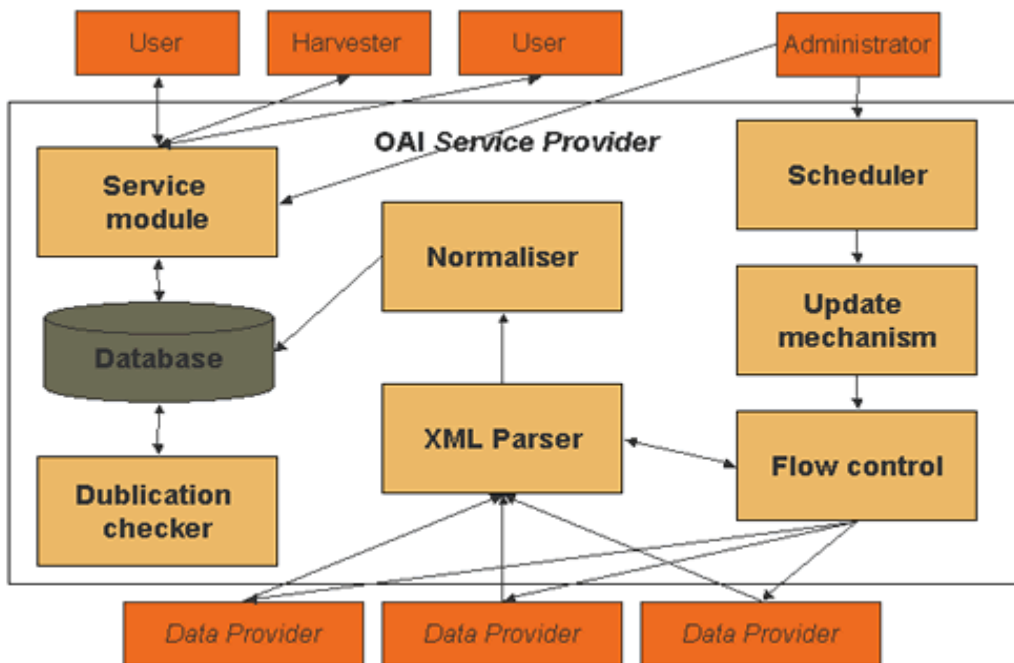 User
Harvester
User
Administrator
OAI Service Provider
Service
module
Scheduler
Normaliser
Update
mechanism
Database
XML Parser
Flow control
Dublication
checker
Data Provider
Data Provider
Data Provider